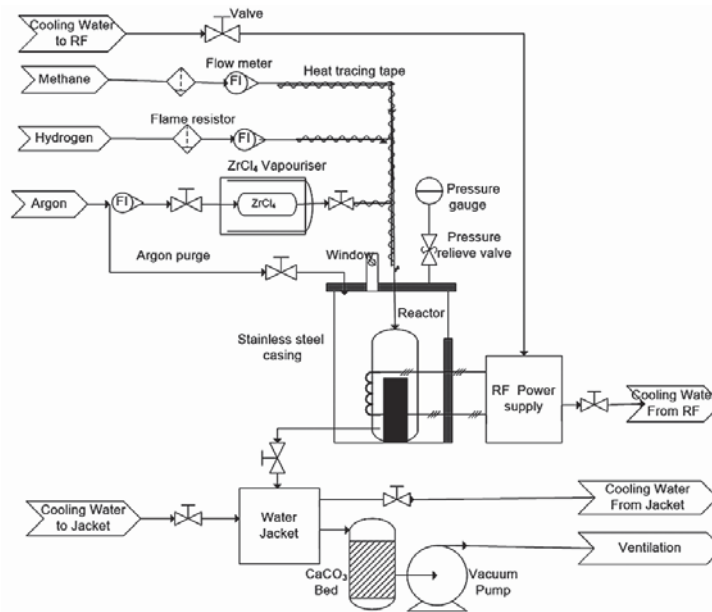 Cooling Water
to RF
Valve
Methane
Flow meter
FI
Heat tracing tape
Hydrogen
Flame resistor
FI
ZrCl₄ Vapouriser
Argon
FI
ZrCl₄
Pressure
gauge
Argon purge
Window
Pressure
relieve valve
Reactor
Stainless steel
casing
RF Power
supply
Cooling Water
From RF
Cooling Water
to Jacket
Water
Jacket
Cooling Water
From Jacket
CaCO₃
Bed
Vacuum
Pump
Ventilation